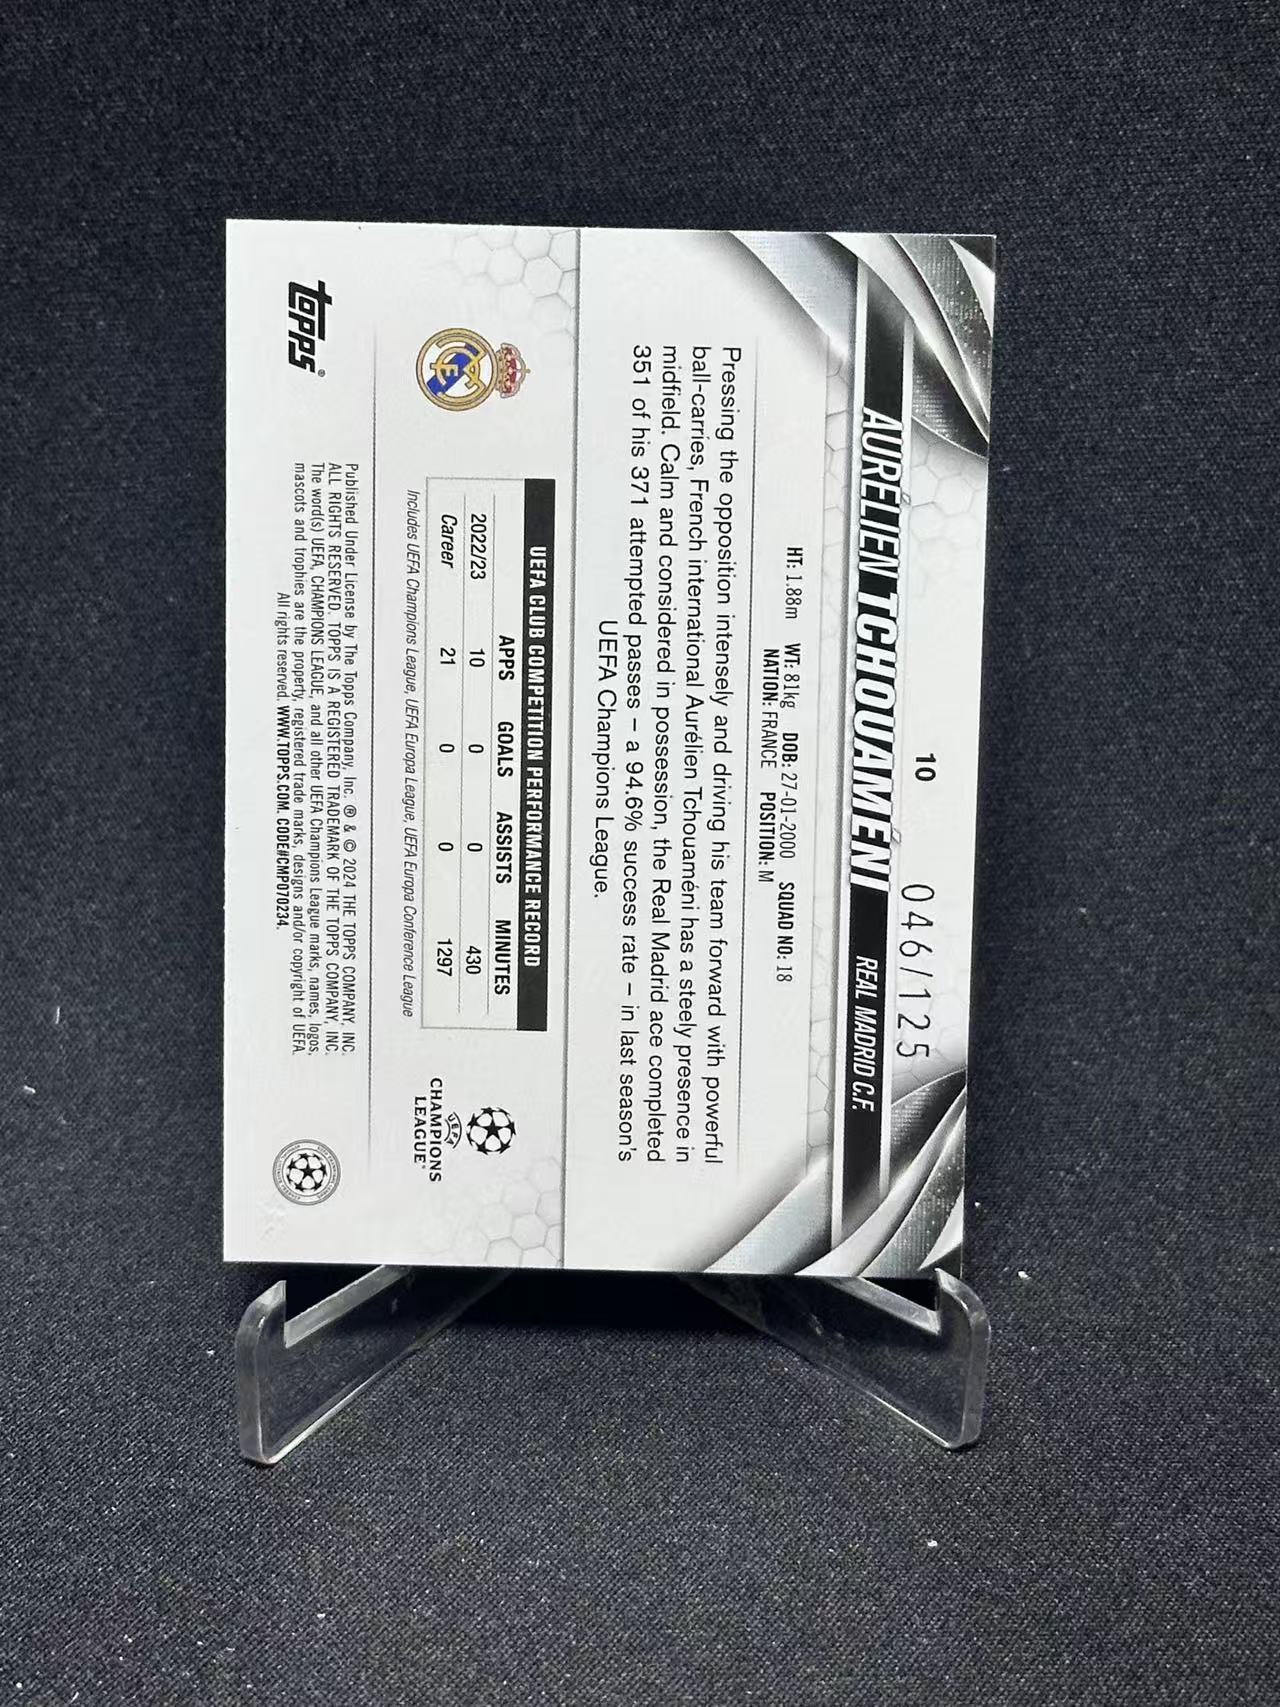 10
046/125
AURÉLIEN TCHOUAMÉNI REAL MADRID C.F.
HT: 1.88m WT: 81kg DOB: 27-01-2000 SQUAD NO: 18
NATION: FRANCE POSITION: M
Pressing the opposition intensely and driving his team forward with powerful
ball-carries, French international Aurélien Tchouaméni has a steely presence in
midfield. Calm and considered in possession, the Real Madrid ace completed
351 of his 371 attempted passes – a 94.6% success rate – in last season's
UEFA Champions League.
UEFA CLUB COMPETITION PERFORMANCE RECORD
APPS GOALS ASSISTS MINUTES
2022/23 10 0 0 430
Career 21 0 0 1297
Includes UEFA Champions League, UEFA Europa League, UEFA Europa Conference League
UEFA
CHAMPIONS
LEAGUE®
topps®
Published Under License by The Topps Company, Inc. ® & © 2024 THE TOPPS COMPANY, INC.
ALL RIGHTS RESERVED. TOPPS IS A REGISTERED TRADEMARK OF THE TOPPS COMPANY, INC.
The word(s) UEFA, CHAMPIONS LEAGUE, and all other UEFA Champions League marks, names, logos,
mascots and trophies are the property, registered trade marks, designs and/or copyright of UEFA.
All rights reserved. WWW.TOPPS.COM. CODE#CMP070234.